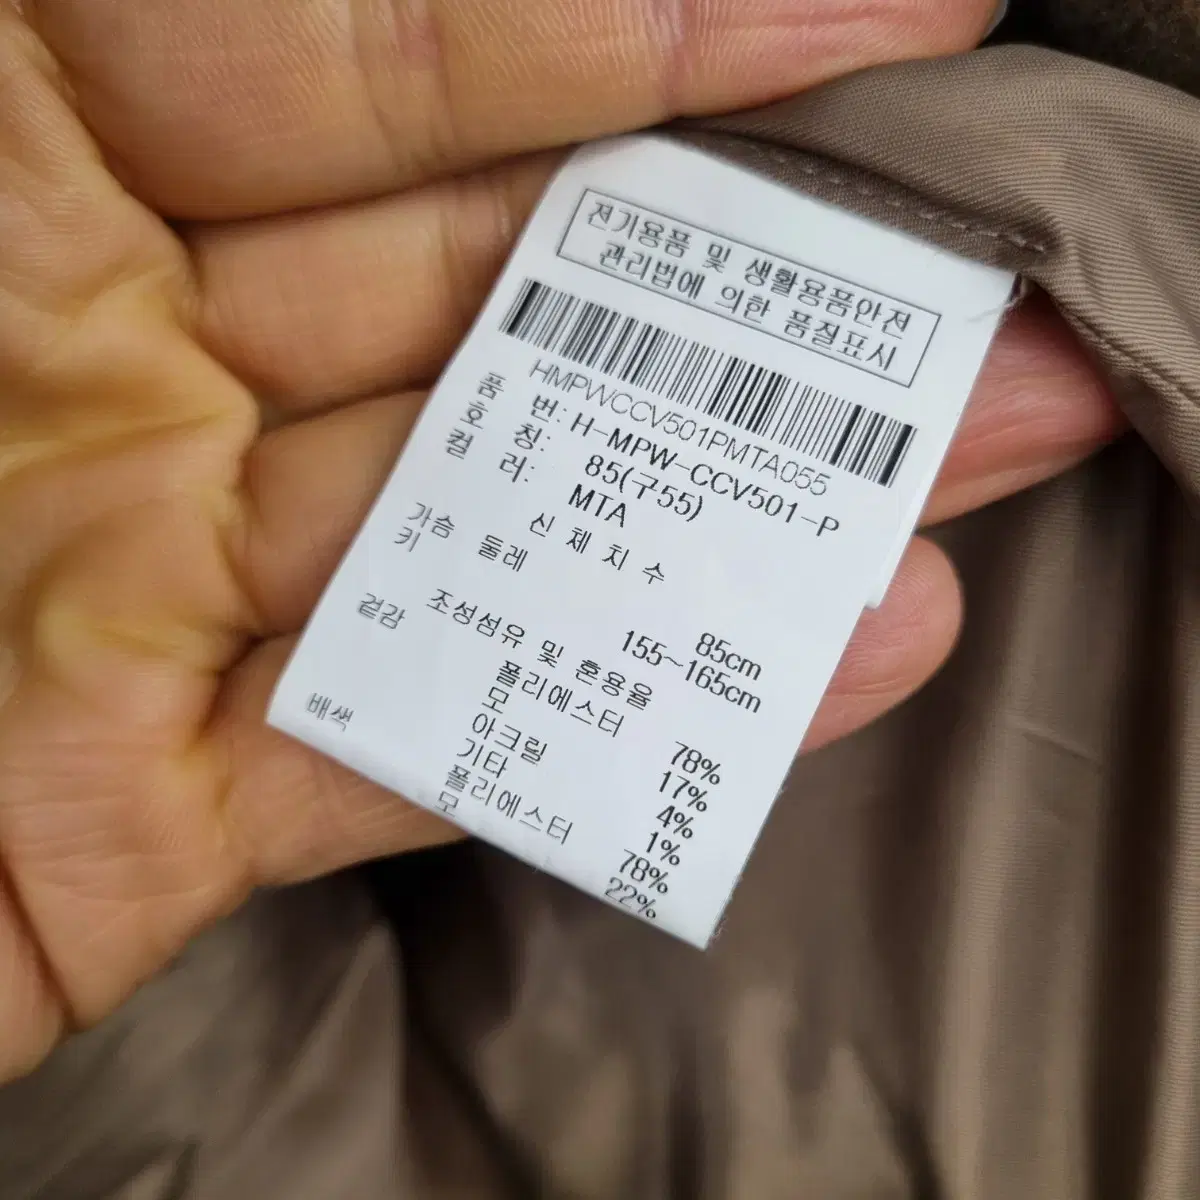 전기용품 및 생활용품안전
관리법에 의한 품질표시
HMPWCCV501PMTA055
품 번: H-MPW-CCV501-P
호 칭: 85(구55)
컬 러: MTA
신 체 치 수
가슴 둘레 85cm
키 155~165cm
조성섬유 및 혼용율
겉감 폴리에스터 78%
모 17%
아크릴 4%
기타 1%
배색 폴리에스터 78%
모 22%